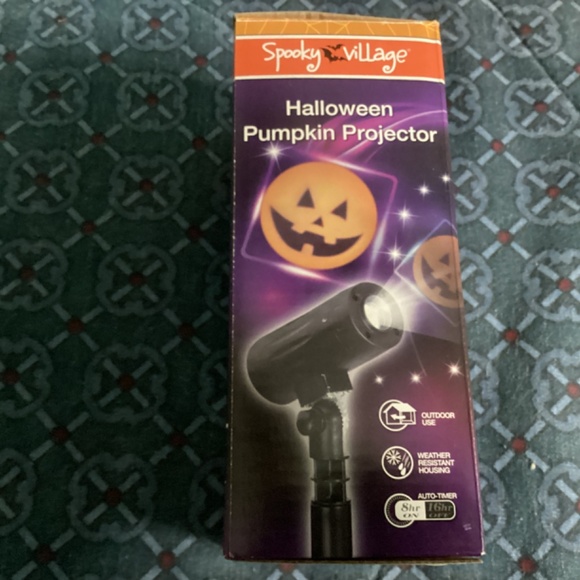 Spooky Village
Halloween
Pumpkin Projector
OUTDOOR
USE
WEATHER
RESISTANT
HOUSING
AUTO-TIMER
8hr 16hr
ON OFF